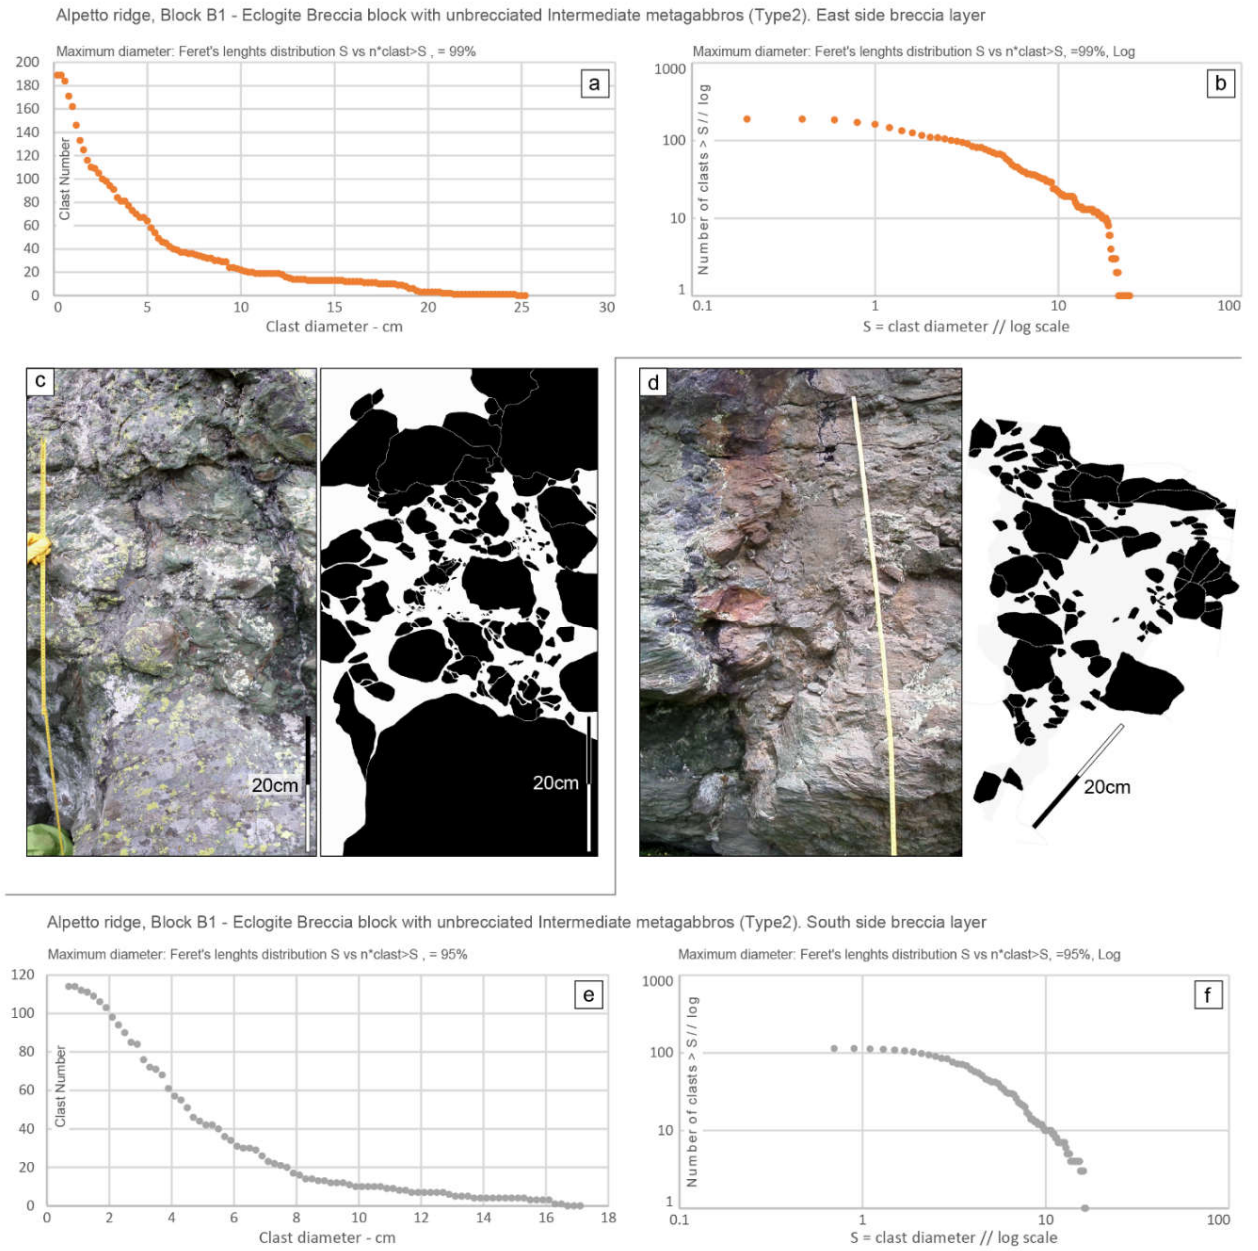 Alpetto ridge, Block B1 - Eclogite Breccia block with unbrecciated Intermediate metagabbros (Type2). East side breccia layer
Maximum diameter: Feret's lenghts distribution S vs n*clast>S , = 99%
200
180
160
140
120
100
80
60
40
20
0
Clast Number
a
0 5 10 15 20 25 30
Clast diameter - cm
Maximum diameter: Feret's lenghts distribution S vs n*clast>S, =99%, Log
1000
100
10
1
Number of clasts > S // log
b
0.1 1 10 100
S = clast diameter // log scale
c
20cm
20cm
d
20cm
Alpetto ridge, Block B1 - Eclogite Breccia block with unbrecciated Intermediate metagabbros (Type2). South side breccia layer
Maximum diameter: Feret's lenghts distribution S vs n*clast>S , = 95%
120
100
80
60
40
20
0
Clast Number
e
0 2 4 6 8 10 12 14 16 18
Clast diameter - cm
Maximum diameter: Feret's lenghts distribution S vs n*clast>S, =95%, Log
1000
100
10
1
Number of clasts > S // log
f
0.1 1 10 100
S = clast diameter // log scale